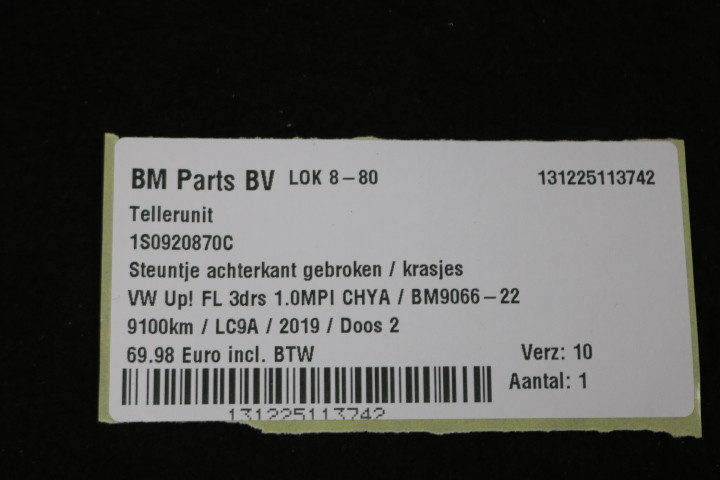 BM Parts BV LOK 8-80 131225113742
Tellerunit
1S0920870C
Steuntje achterkant gebroken / krasjes
VW Up! FL 3drs 1.0MPI CHYA / BM9066-22
9100km / LC9A / 2019 / Doos 2
69.98 Euro incl. BTW Verz: 10
Aantal: 1
131225113742